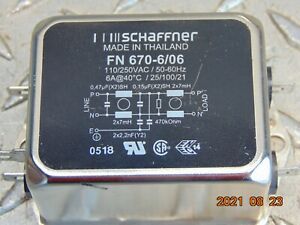 SCHAFFNER
MADE IN THAILAND
FN 670-6/06
110/250VAC / 50-60Hz
6A@40°C / 25/100/21
0,47µF(X2)SH 0,15µF(X2)SH 2x7mH
P P'
LINE LOAD
N N'
2x7mH 470kOhm
E
2x2,2nF(Y2)
0518
14
2021 08 23